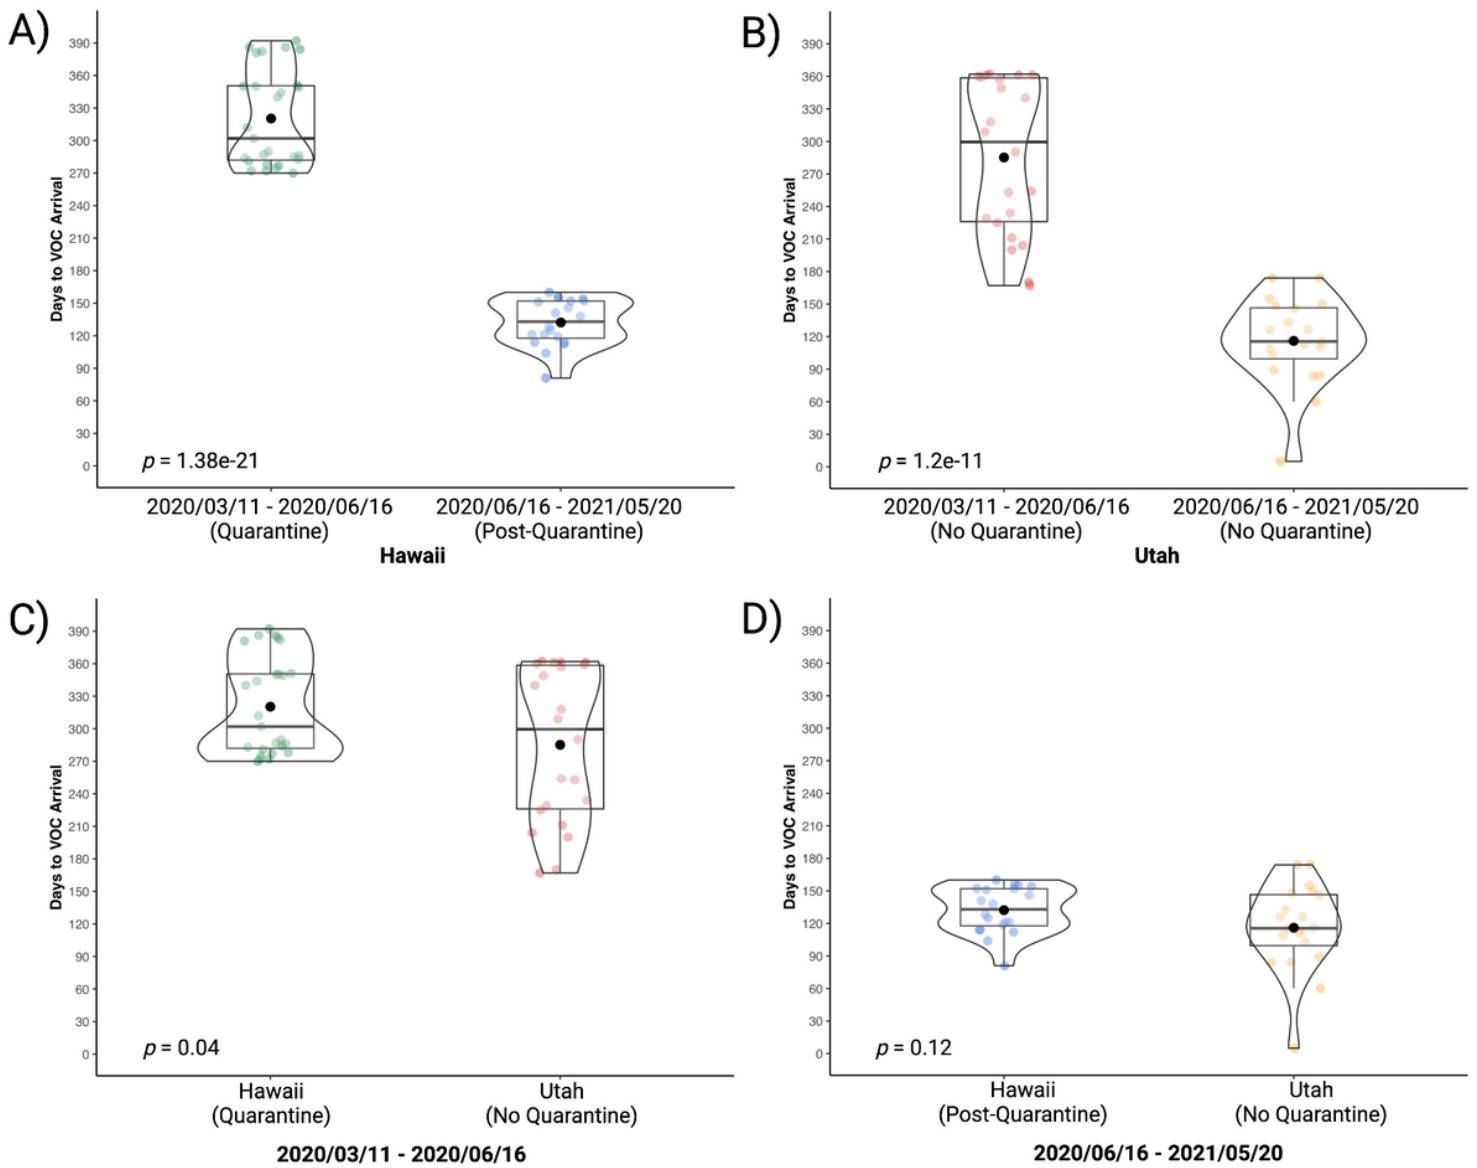 A)
Days to VOC Arrival
390
360
330
300
270
240
210
180
150
120
90
60
30
0
p = 1.38e-21
2020/03/11 - 2020/06/16
(Quarantine)
2020/06/16 - 2021/05/20
(Post-Quarantine)
Hawaii
B)
Days to VOC Arrival
390
360
330
300
270
240
210
180
150
120
90
60
30
0
p = 1.2e-11
2020/03/11 - 2020/06/16
(No Quarantine)
2020/06/16 - 2021/05/20
(No Quarantine)
Utah
C)
Days to VOC Arrival
390
360
330
300
270
240
210
180
150
120
90
60
30
0
p = 0.04
Hawaii
(Quarantine)
Utah
(No Quarantine)
2020/03/11 - 2020/06/16
D)
Days to VOC Arrival
390
360
330
300
270
240
210
180
150
120
90
60
30
0
p = 0.12
Hawaii
(Post-Quarantine)
Utah
(No Quarantine)
2020/06/16 - 2021/05/20